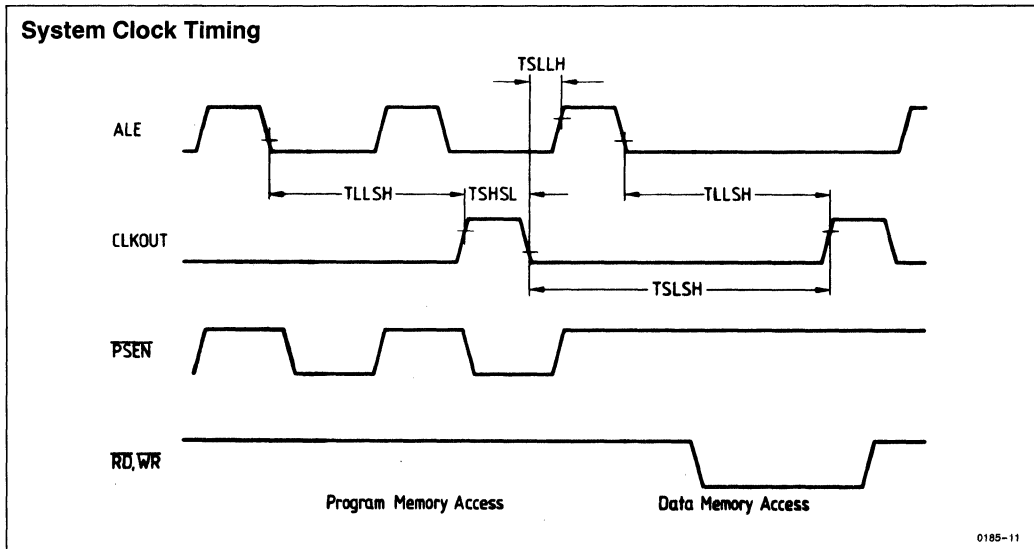 System Clock Timing
TSLLH
ALE
TLLSH TSHSL TLLSH
CLKOUT
TSLSH
PSEN
RD, WR
Program Memory Access Data Memory Access
0185-11